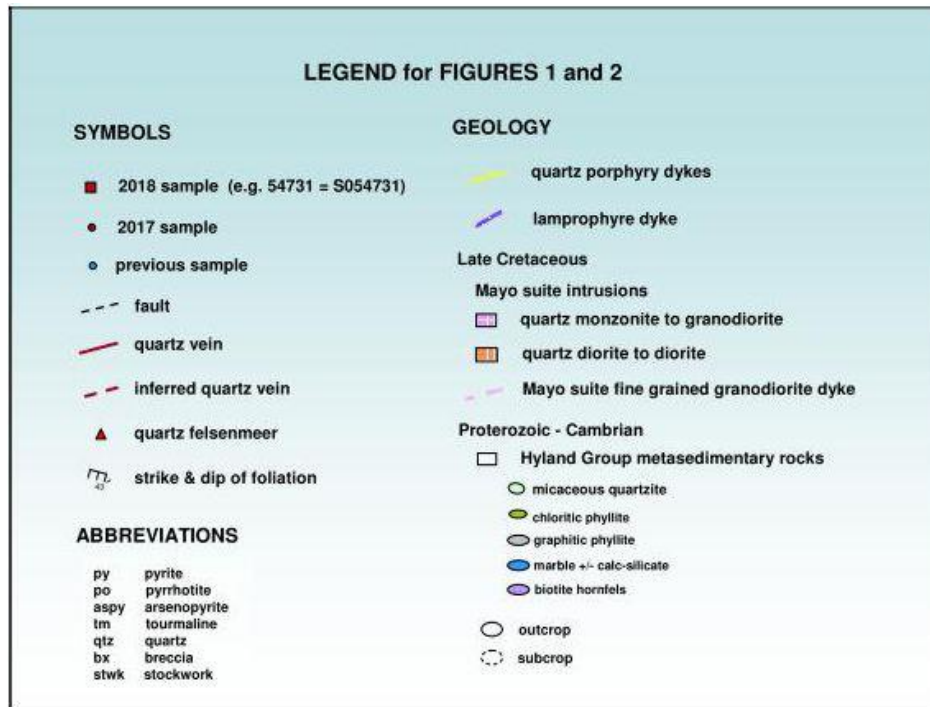 LEGEND for FIGURES 1 and 2
SYMBOLS
2018 sample (e.g. 54731 = S054731)
2017 sample
previous sample
fault
quartz vein
inferred quartz vein
quartz felsenmeer
43
strike & dip of foliation
ABBREVIATIONS
py pyrite
po pyrrhotite
aspy arsenopyrite
tm tourmaline
qtz quartz
bx breccia
stwk stockwork
GEOLOGY
quartz porphyry dykes
lamprophyre dyke
Late Cretaceous
Mayo suite intrusions
quartz monzonite to granodiorite
quartz diorite to diorite
Mayo suite fine grained granodiorite dyke
Proterozoic - Cambrian
Hyland Group metasedimentary rocks
micaceous quartzite
chloritic phyllite
graphitic phyllite
marble +/- calc-silicate
biotite hornfels
outcrop
subcrop